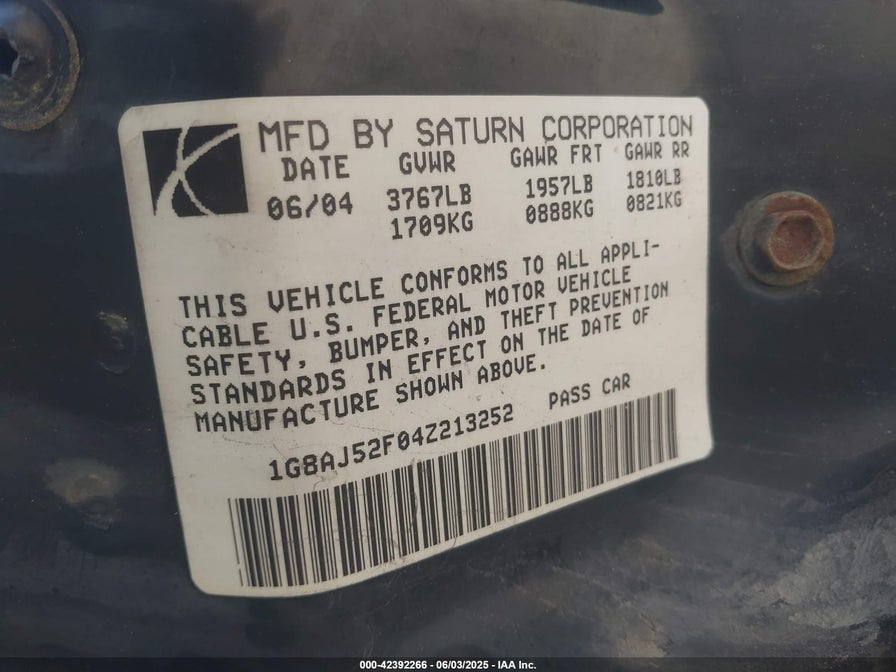 MFD BY SATURN CORPORATION
DATE GVWR GAWR FRT GAWR RR
06/04 3767LB 1957LB 1810LB
1709KG 0888KG 0821KG
THIS VEHICLE CONFORMS TO ALL APPLI-
CABLE U.S. FEDERAL MOTOR VEHICLE
SAFETY, BUMPER, AND THEFT PREVENTION
STANDARDS IN EFFECT ON THE DATE OF
MANUFACTURE SHOWN ABOVE.
1G8AJ52F04Z213252 PASS CAR
000-42392266 - 06/03/2025 - IAA Inc.